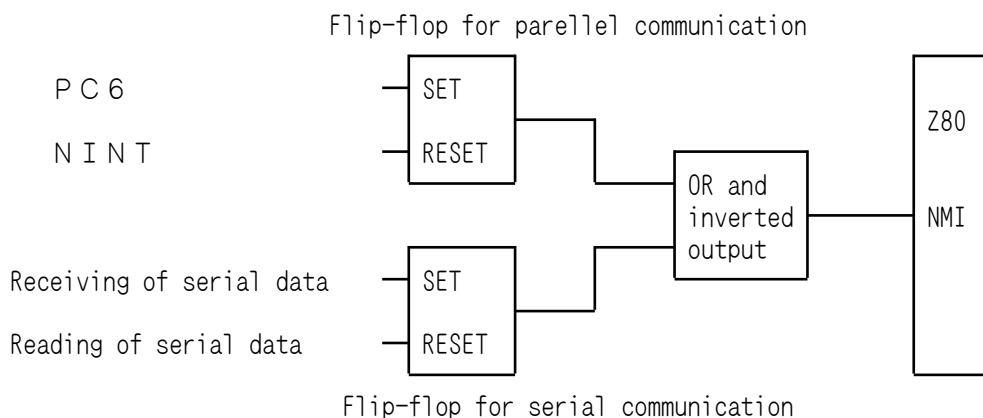 Flip-flop for parellel communication
PC6
SET
Z80
NINT
RESET
OR and
inverted
output
NMI
Receiving of serial data
SET
Reading of serial data
RESET
Flip-flop for serial communication